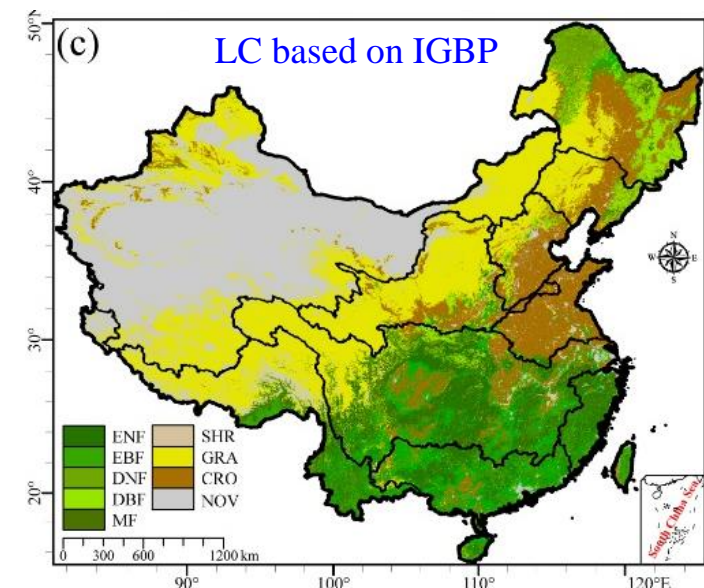 (c)
LC based on IGBP
50°N
40°
30°
20°
N
W E
S
ENF SHR
EBF GRA
DNF CRO
DBF NOV
MF
0 300 600 1200 km
South China Sea
90° 100° 110° 120°E